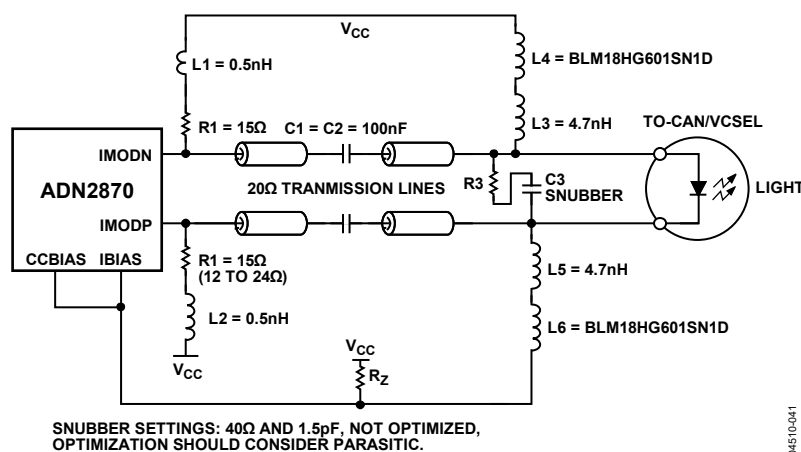 VCC
L1 = 0.5nH
L4 = BLM18HG601SN1D
R1 = 15Ω
C1 = C2 = 100nF
L3 = 4.7nH
TO-CAN/VCSEL
IMODN
ADN2870
20Ω TRANMISSION LINES
R3
C3
SNUBBER
LIGHT
IMODP
CCBIAS
IBIAS
R1 = 15Ω
(12 TO 24Ω)
L5 = 4.7nH
L2 = 0.5nH
L6 = BLM18HG601SN1D
VCC
VCC
RZ
SNUBBER SETTINGS: 40Ω AND 1.5pF, NOT OPTIMIZED,
OPTIMIZATION SHOULD CONSIDER PARASITIC.
04510-041